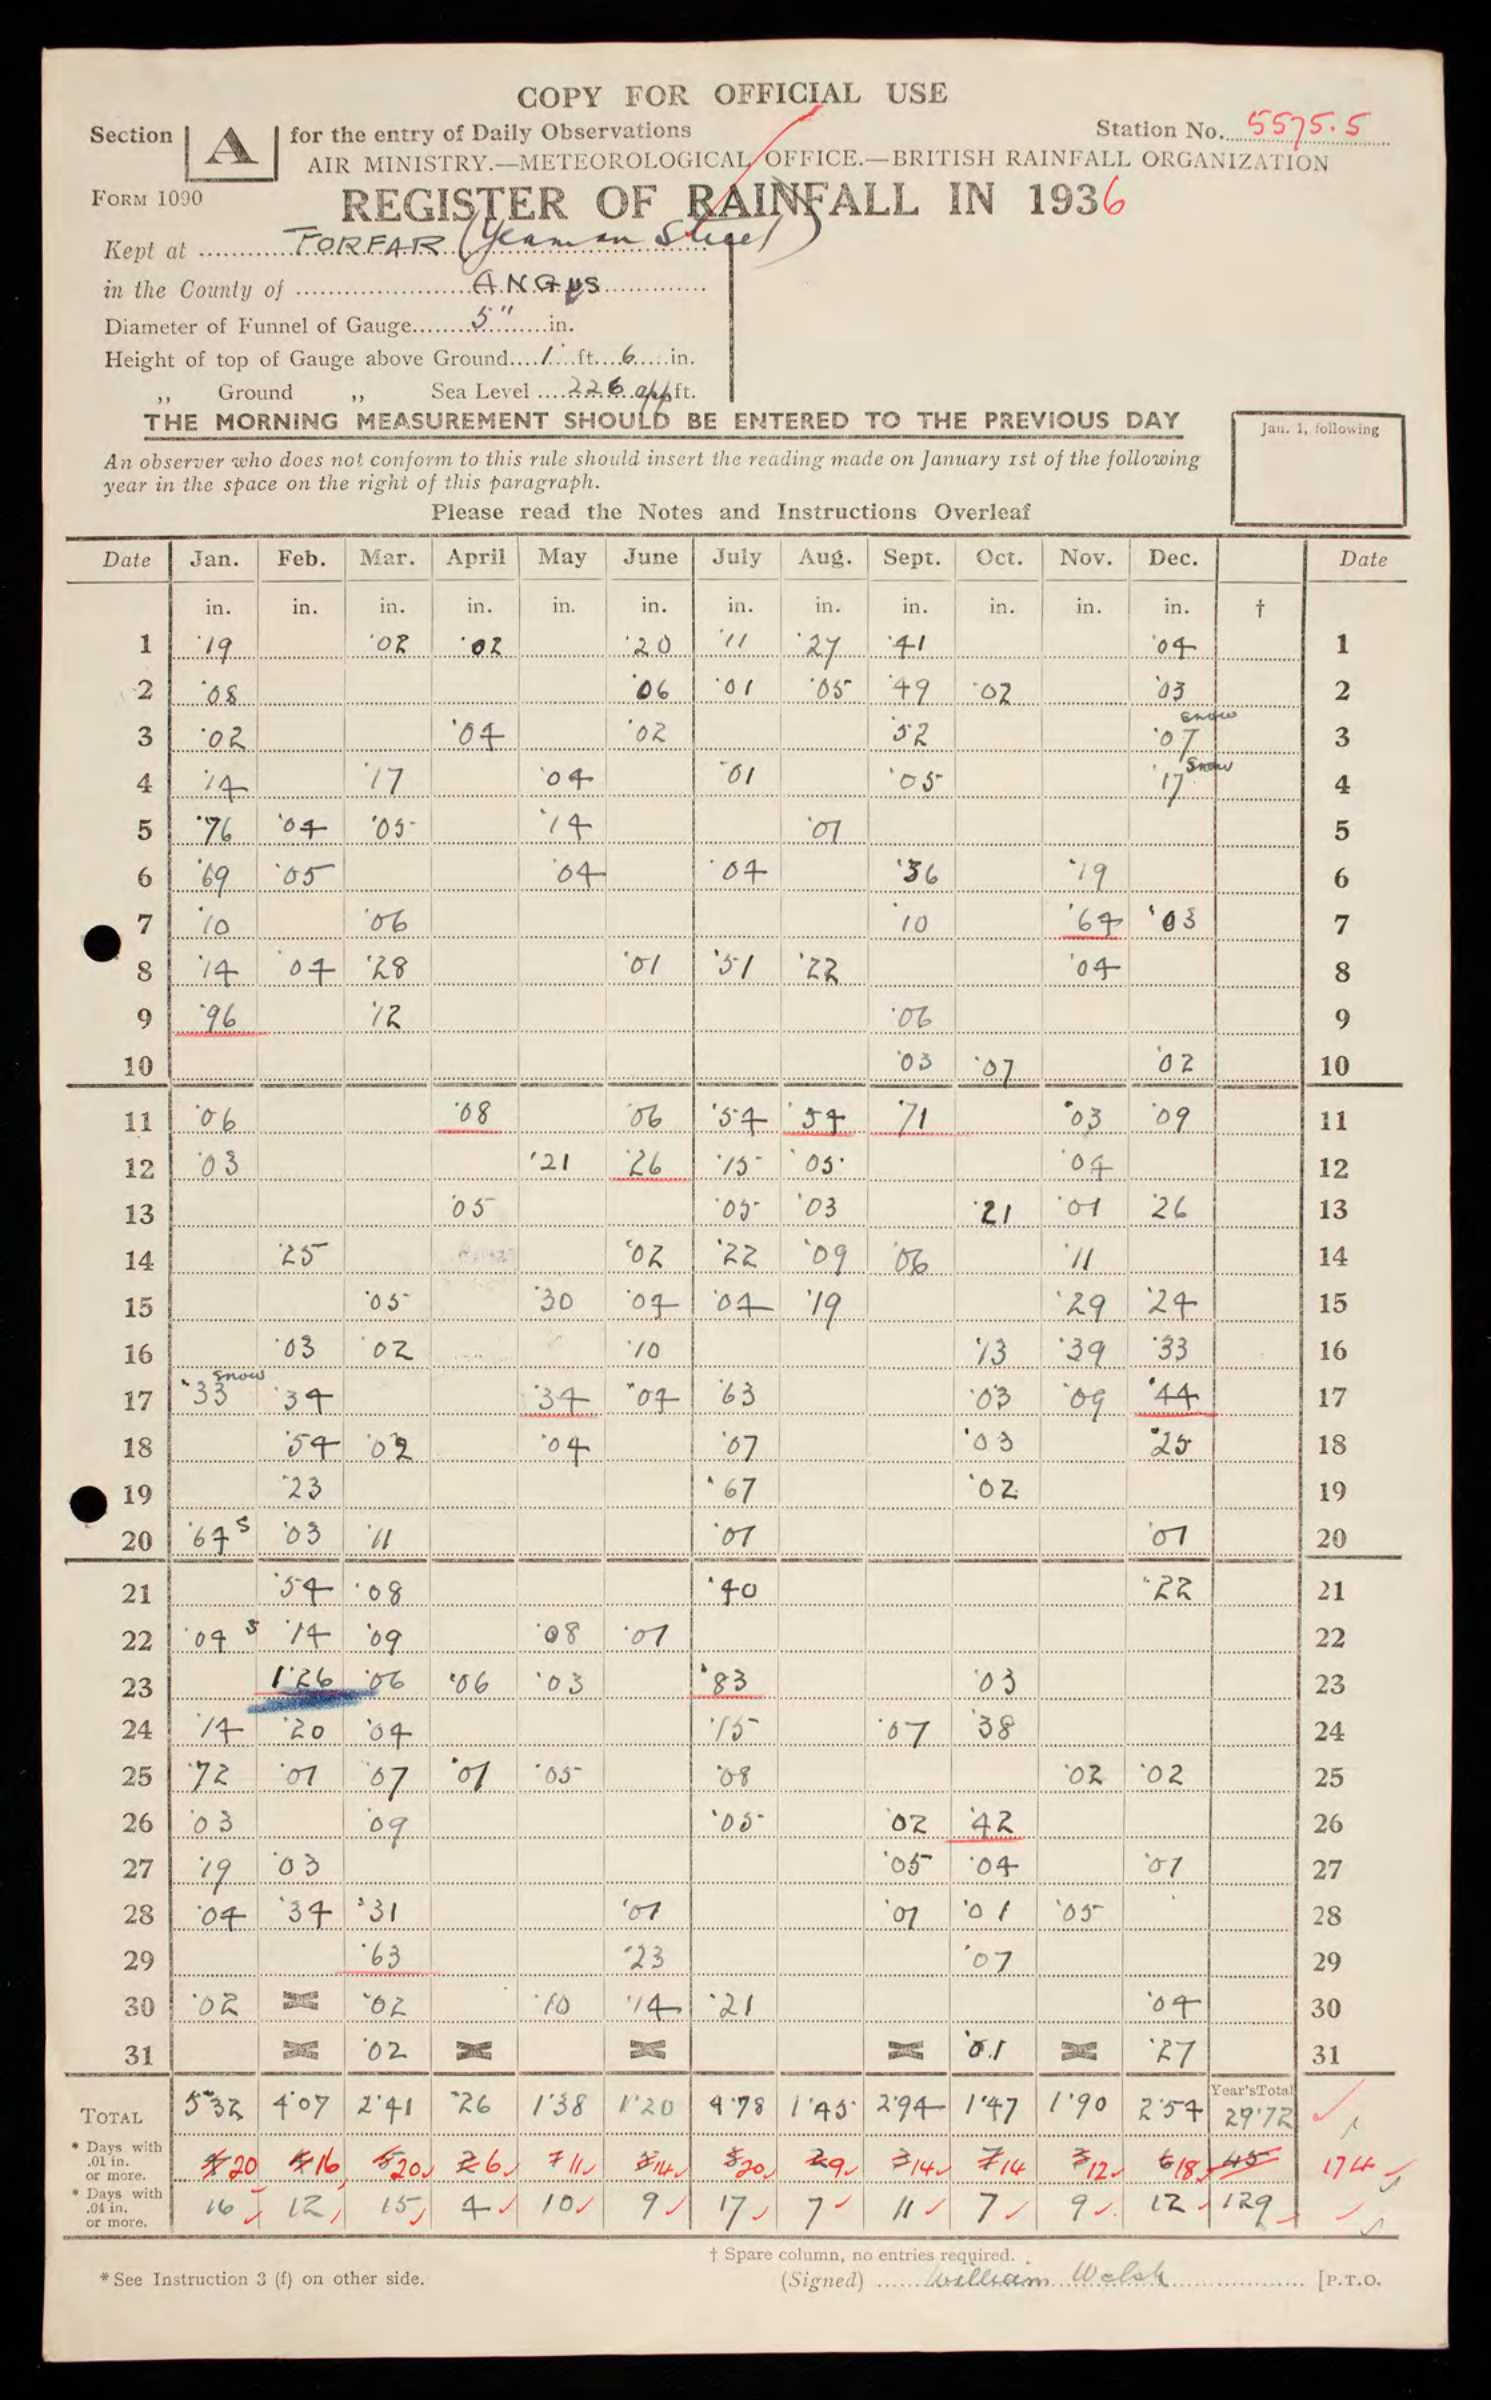 COPY FOR OFFICIAL USE
Section A for the entry of Daily Observations Station No. 5575.5
AIR MINISTRY.—METEOROLOGICAL OFFICE.—BRITISH RAINFALL ORGANIZATION
FORM 1090 REGISTER OF RAINFALL IN 1936
Kept at FORFAR (Yeaman Street)
in the County of ANGUS
Diameter of Funnel of Gauge 5" in.
Height of top of Gauge above Ground 1 ft. 6 in.
,, Ground ,, Sea Level 226 app ft.
THE MORNING MEASUREMENT SHOULD BE ENTERED TO THE PREVIOUS DAY
Jan. 1, following
An observer who does not conform to this rule should insert the reading made on January 1st of the following
year in the space on the right of this paragraph.
Please read the Notes and Instructions Overleaf
Date Jan. Feb. Mar. April May June July Aug. Sept. Oct. Nov. Dec. Date
in. in. in. in. in. in. in. in. in. in. in. in. †
1 ·19 ·02 ·02 ·20 ·11 ·27 ·41 ·04 1
2 ·08 ·06 ·01 ·05 ·49 ·02 ·03 2
3 ·02 ·04 ·02 ·52 ·07 snow 3
4 ·14 ·17 ·04 ·01 ·05 ·17 snow 4
5 ·76 ·04 ·05 ·14 ·01 5
6 ·69 ·05 ·04 ·04 ·36 ·19 6
7 ·10 ·06 ·10 ·64 ·03 7
8 ·14 ·04 ·28 ·01 ·51 ·22 ·04 8
9 ·96 ·12 ·06 9
10 ·03 ·07 ·02 10
11 ·06 ·08 ·06 ·54 ·54 ·71 ·03 ·09 11
12 ·03 ·21 ·26 ·15 ·05 ·04 12
13 ·05 ·05 ·03 ·21 ·01 ·26 13
14 ·25 ·02 ·22 ·09 ·06 ·11 14
15 ·05 ·30 ·04 ·04 ·19 ·29 ·24 15
16 ·03 ·02 ·10 ·13 ·39 ·33 16
17 ·33 snow ·34 ·34 ·04 ·63 ·03 ·09 ·44 17
18 ·54 ·02 ·04 ·07 ·03 ·25 18
19 ·23 ·67 ·02 19
20 ·64 S ·03 ·11 ·01 ·01 20
21 ·54 ·08 ·40 ·22 21
22 ·04 S ·14 ·09 ·08 ·01 22
23 1·26 ·06 ·06 ·03 ·83 ·03 23
24 ·14 ·20 ·04 ·15 ·07 ·38 24
25 ·72 ·01 ·07 ·01 ·05 ·08 ·02 ·02 25
26 ·03 ·09 ·05 ·02 ·42 26
27 ·19 ·03 ·05 ·04 ·01 27
28 ·04 ·34 ·31 ·01 ·01 ·01 ·05 28
29 ·63 ·23 ·07 29
30 ·02 ·02 ·10 ·14 ·21 ·04 30
31 ·02 ·01 ·27 31
TOTAL 5·32 4·07 2·41 ·26 1·38 1·20 4·78 1·45 2·94 1·47 1·90 2·54 Year's Total 29·72
* Days with .01 in. or more. 20 16 20 6 11 14 20 9 14 14 12 18 174
* Days with .04 in. or more. 16 12 15 4 10 9 17 7 11 7 9 12 129
† Spare column, no entries required.
* See Instruction 3 (f) on other side. (Signed) William Welsh [P.T.O.